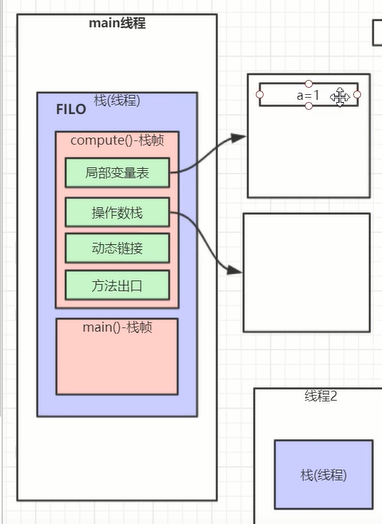 main线程
栈(线程)
FILO
compute()-栈帧
局部变量表
操作数栈
动态链接
方法出口
main()-栈帧
a=1
线程2
栈(线程)